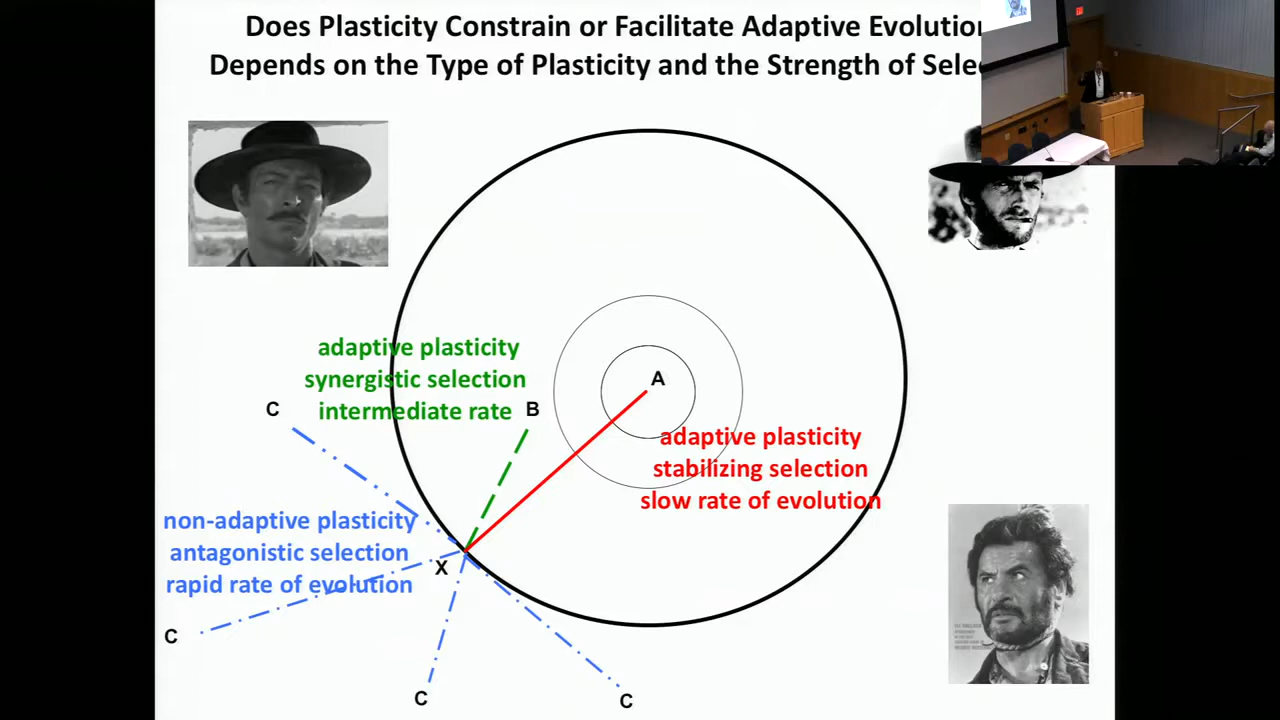 Does Plasticity Constrain or Facilitate Adaptive Evolution
Depends on the Type of Plasticity and the Strength of Selec
adaptive plasticity
synergistic selection
intermediate rate
B
C
A
adaptive plasticity
stabilizing selection
slow rate of evolution
non-adaptive plasticity
antagonistic selection
rapid rate of evolution
X
C
C
C